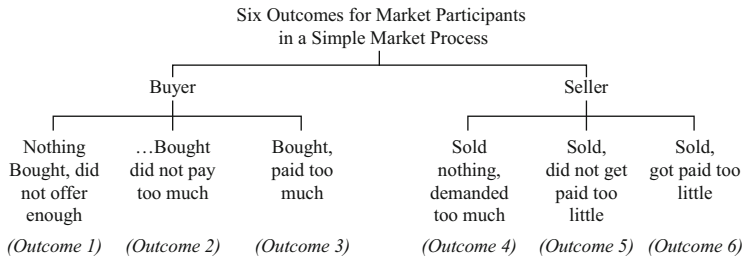 Six Outcomes for Market Participants
in a Simple Market Process
Buyer
Seller
Nothing
Bought, did
not offer
enough
(Outcome 1)
…Bought
did not pay
too much
(Outcome 2)
Bought,
paid too
much
(Outcome 3)
Sold
nothing,
demanded
too much
(Outcome 4)
Sold,
did not get
paid too
little
(Outcome 5)
Sold,
got paid too
little
(Outcome 6)